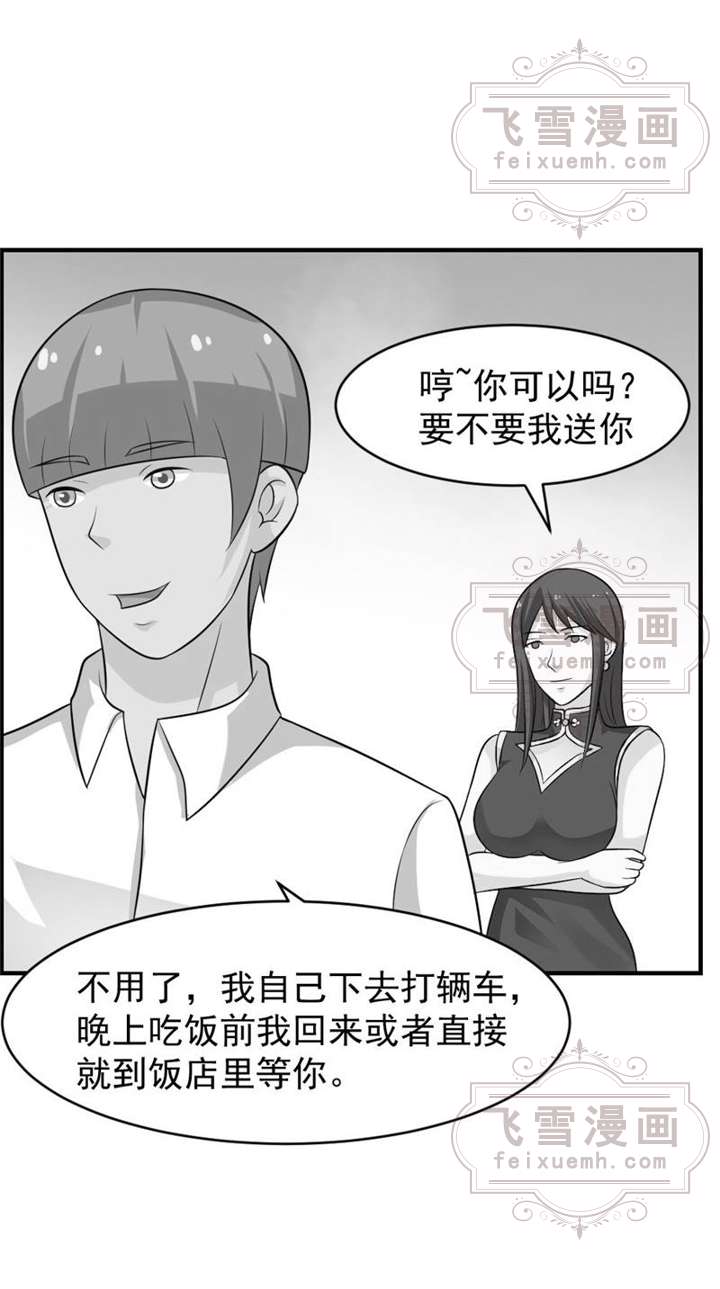 飞雪漫画
feixuemh.com
哼~你可以吗？
要不要我送你
飞雪漫画
feixuemh.com
不用了，我自己下去打辆车，
晚上吃饭前我回来或者直接
就到饭店里等你。
飞雪漫画
feixuemh.com